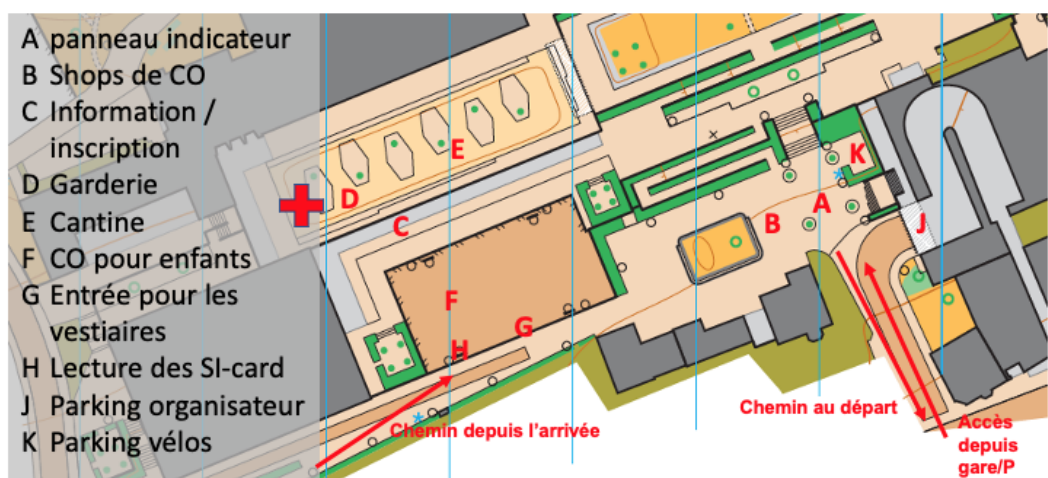 A panneau indicateur
B Shops de CO
C Information /
inscription
D Garderie
E Cantine
F CO pour enfants
G Entrée pour les
vestiaires
H Lecture des SI-card
J Parking organisateur
K Parking vélos
E
K
D
A
C
B
J
F
G
H
Chemin depuis l'arrivée
Chemin au départ
Accès
depuis
gare/P